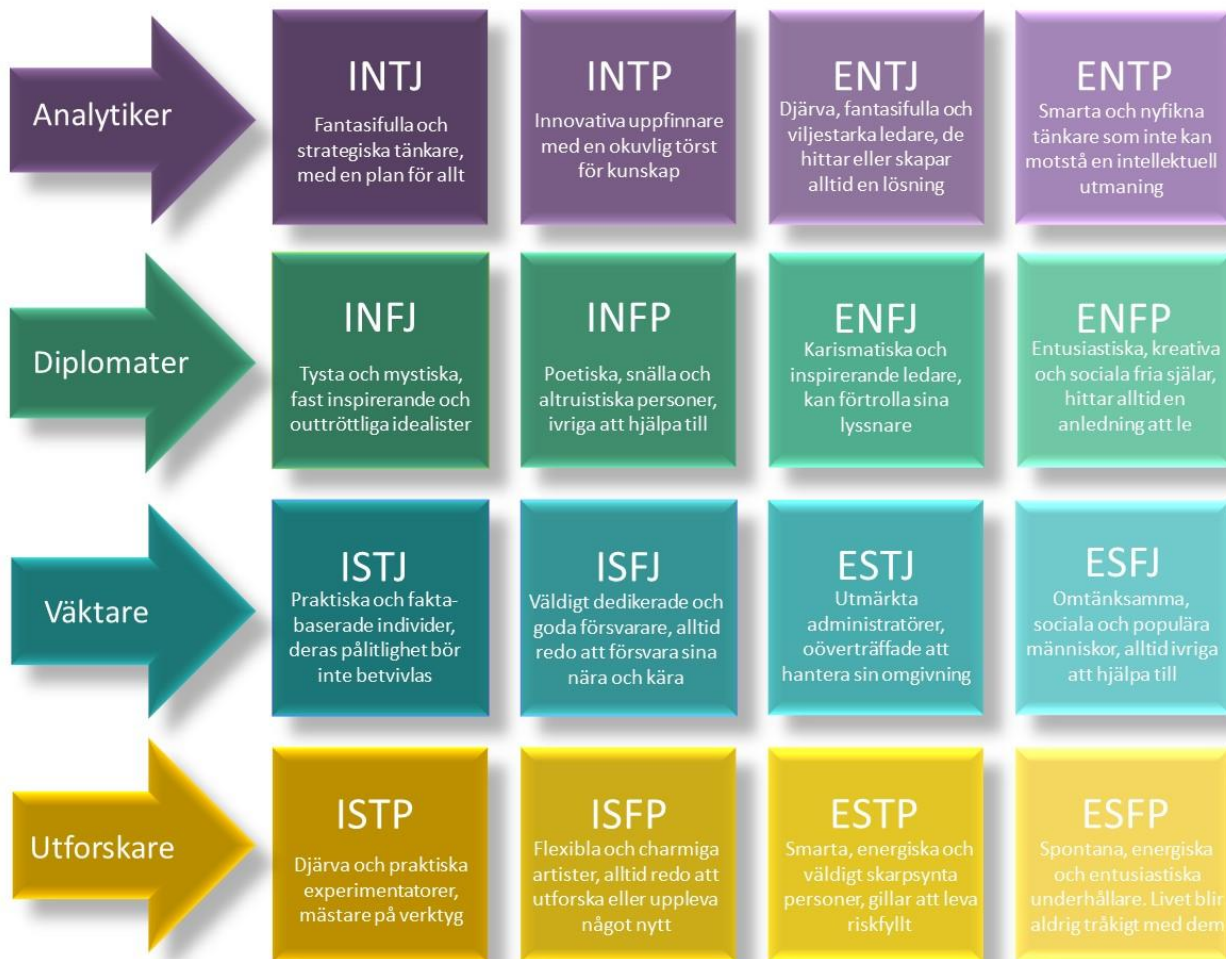 Analytiker
INTJ
Fantasifulla och
strategiska tänkare,
med en plan för allt
INTP
Innovativa uppfinnare
med en okuvlig törst
för kunskap
ENTJ
Djärva, fantasifulla och
viljestarka ledare, de
hittar eller skapar
alltid en lösning
ENTP
Smarta och nyfikna
tänkare som inte kan
motstå en intellektuell
utmaning
Diplomater
INFJ
Tysta och mystiska,
fast inspirerande och
outtröttliga idealister
INFP
Poetiska, snälla och
altruistiska personer,
ivriga att hjälpa till
ENFJ
Karismatiska och
inspirerande ledare,
kan förtrolla sina
lyssnare
ENFP
Entusiastiska, kreativa
och sociala fria själar,
hittar alltid en
anledning att le
Väktare
ISTJ
Praktiska och fakta-
baserade individer,
deras pålitlighet bör
inte betvivlas
ISFJ
Väldigt dedikerade och
goda försvarare, alltid
redo att försvara sina
nära och kära
ESTJ
Utmärkta
administratörer,
oöverträffade att
hantera sin omgivning
ESFJ
Omtänksamma,
sociala och populära
människor, alltid ivriga
att hjälpa till
Utforskare
ISTP
Djärva och praktiska
experimentatorer,
mästare på verktyg
ISFP
Flexibla och charmiga
artister, alltid redo att
utforska eller uppleva
något nytt
ESTP
Smarta, energiska och
väldigt skarpsynta
personer, gillar att leva
riskfyllt
ESFP
Spontana, energiska
och entusiastiska
underhållare. Livet blir
aldrig tråkigt med dem